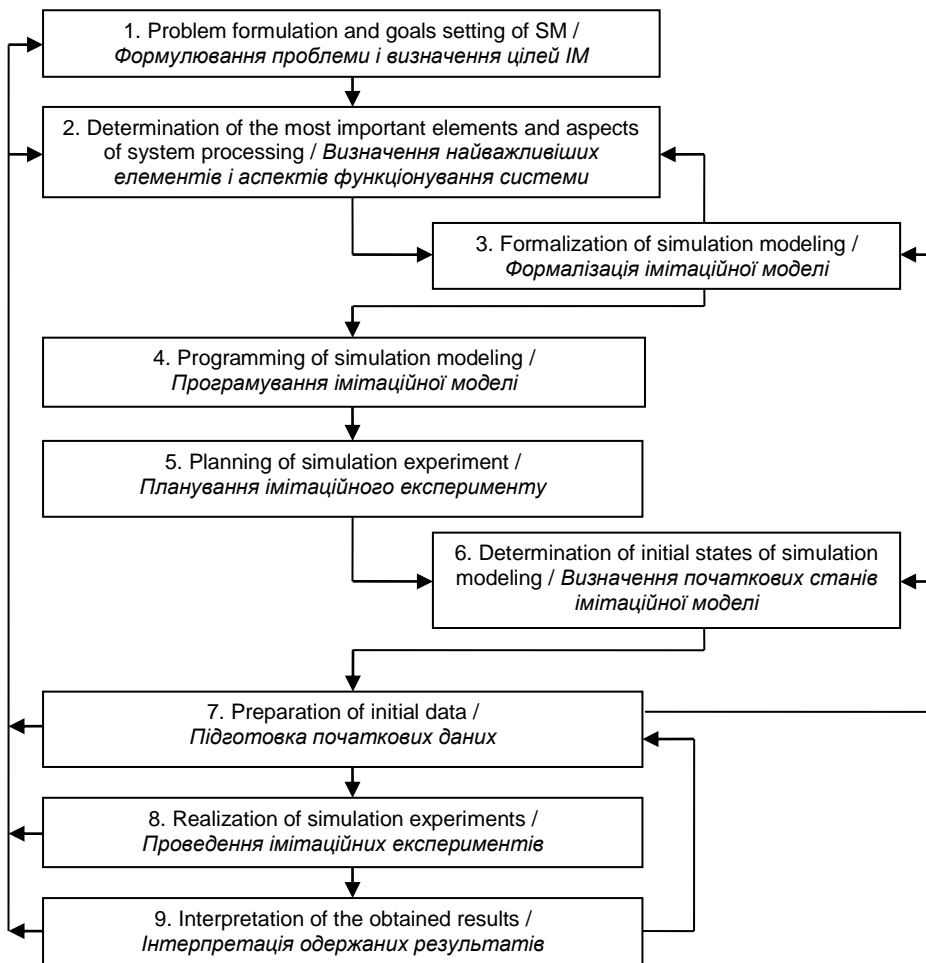 1. Problem formulation and goals setting of SM /
Формулювання проблеми і визначення цілей ІМ
2. Determination of the most important elements and aspects
of system processing / Визначення найважливіших
елементів і аспектів функціонування системи
3. Formalization of simulation modeling /
Формалізація імітаційної моделі
4. Programming of simulation modeling /
Програмування імітаційної моделі
5. Planning of simulation experiment /
Планування імітаційного експерименту
6. Determination of initial states of simulation
modeling / Визначення початкових станів
імітаційної моделі
7. Preparation of initial data /
Підготовка початкових даних
8. Realization of simulation experiments /
Проведення імітаційних експериментів
9. Interpretation of the obtained results /
Інтерпретація одержаних результатів